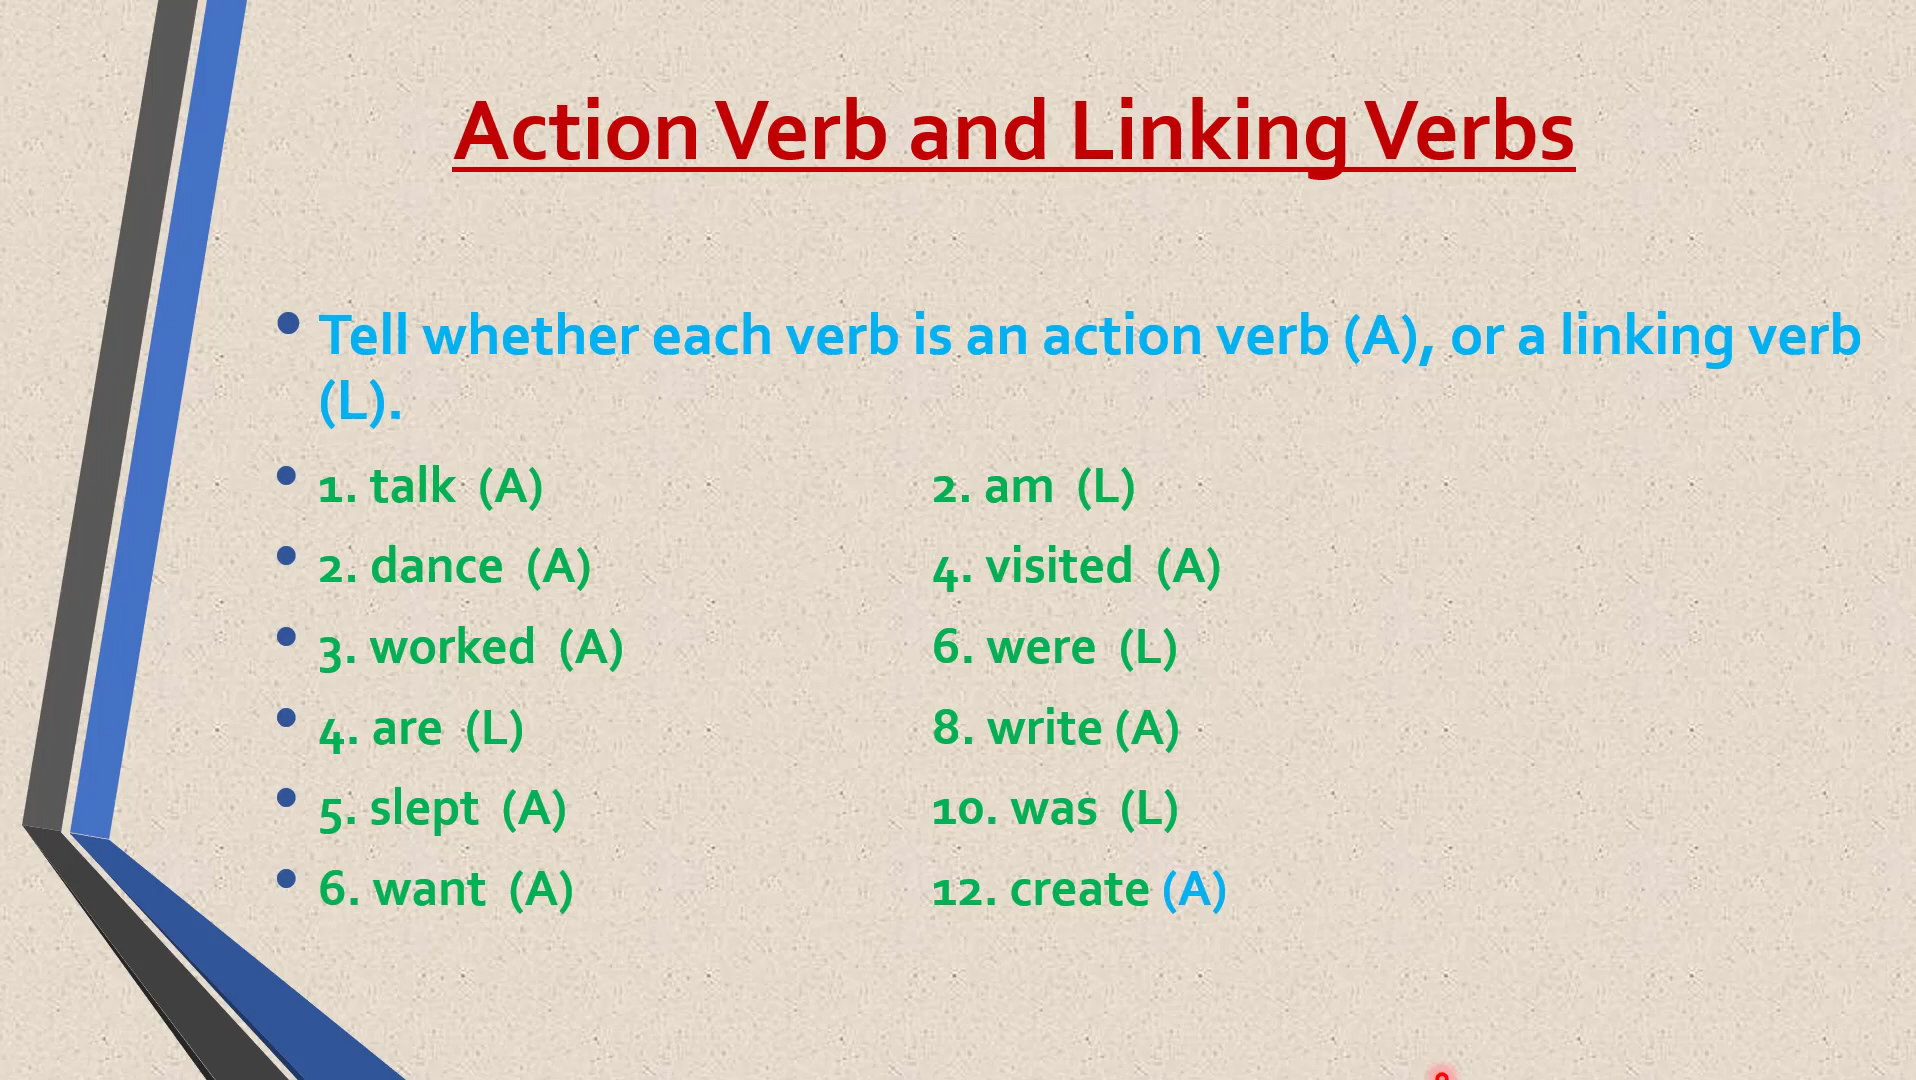 Action Verb and Linking Verbs
• Tell whether each verb is an action verb (A), or a linking verb
(L).
• 1. talk (A) 2. am (L)
• 2. dance (A) 4. visited (A)
• 3. worked (A) 6. were (L)
• 4. are (L) 8. write (A)
• 5. slept (A) 10. was (L)
• 6. want (A) 12. create (A)